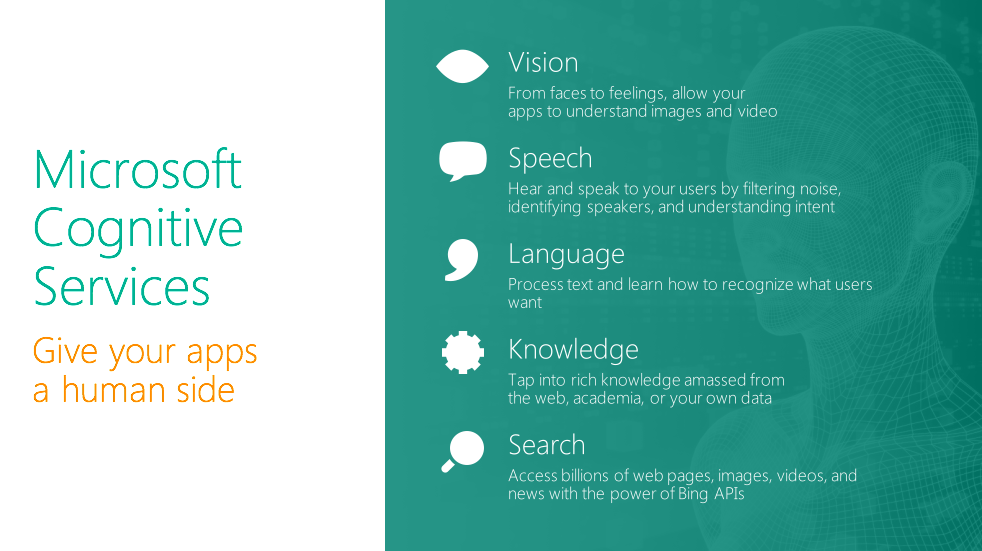 Microsoft
Cognitive
Services
Give your apps
a human side
Vision
From faces to feelings, allow your
apps to understand images and video
Speech
Hear and speak to your users by filtering noise,
identifying speakers, and understanding intent
Language
Process text and learn how to recognize what users
want
Knowledge
Tap into rich knowledge amassed from
the web, academia, or your own data
Search
Access billions of web pages, images, videos, and
news with the power of Bing APIs